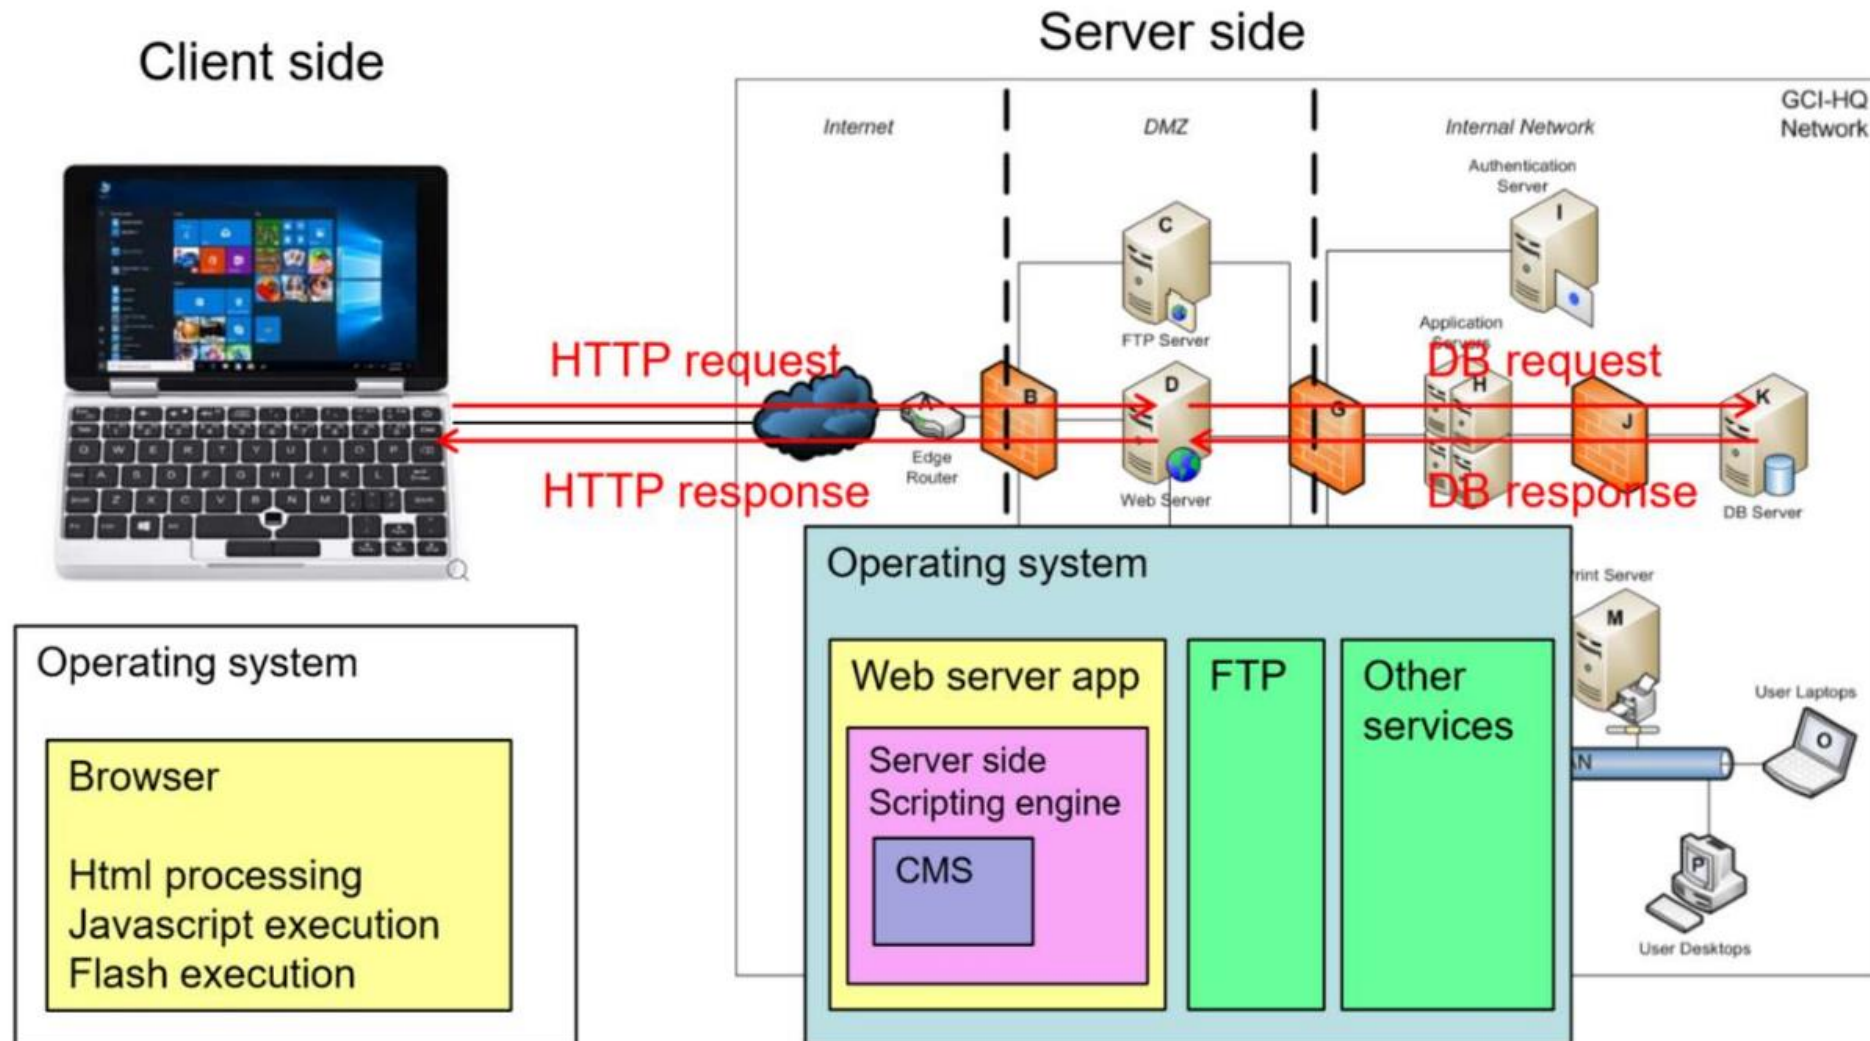 Client side
Server side
GCI-HQ
Network
Internet
DMZ
Internal Network
Authentication
Server
I
C
FTP Server
Application
Servers
HTTP request
DB request
A
B
D
G
H
J
K
Edge
Router
HTTP response
Web Server
DB response
DB Server
Operating system
Print Server
M
Web server app
FTP
Other
services
Server side
Scripting engine
CMS
User Laptops
O
AN
P
User Desktops
Operating system
Browser
Html processing
Javascript execution
Flash execution